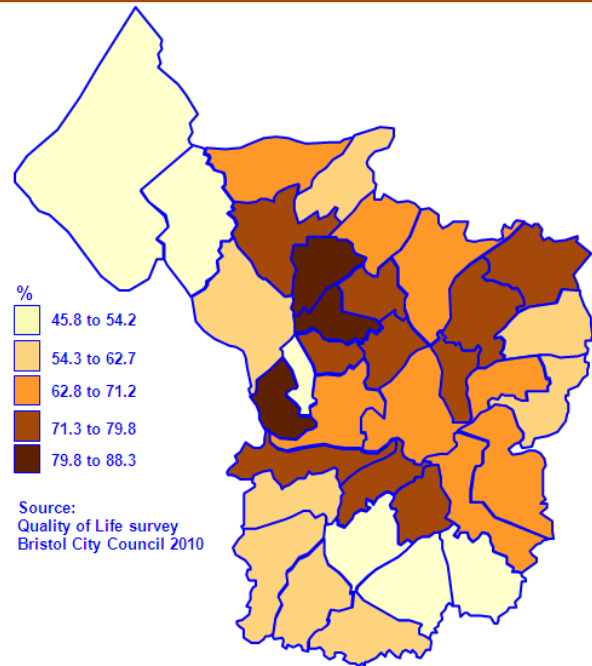 %
45.8 to 54.2
54.3 to 62.7
62.8 to 71.2
71.3 to 79.8
79.8 to 88.3
Source:
Quality of Life survey
Bristol City Council 2010